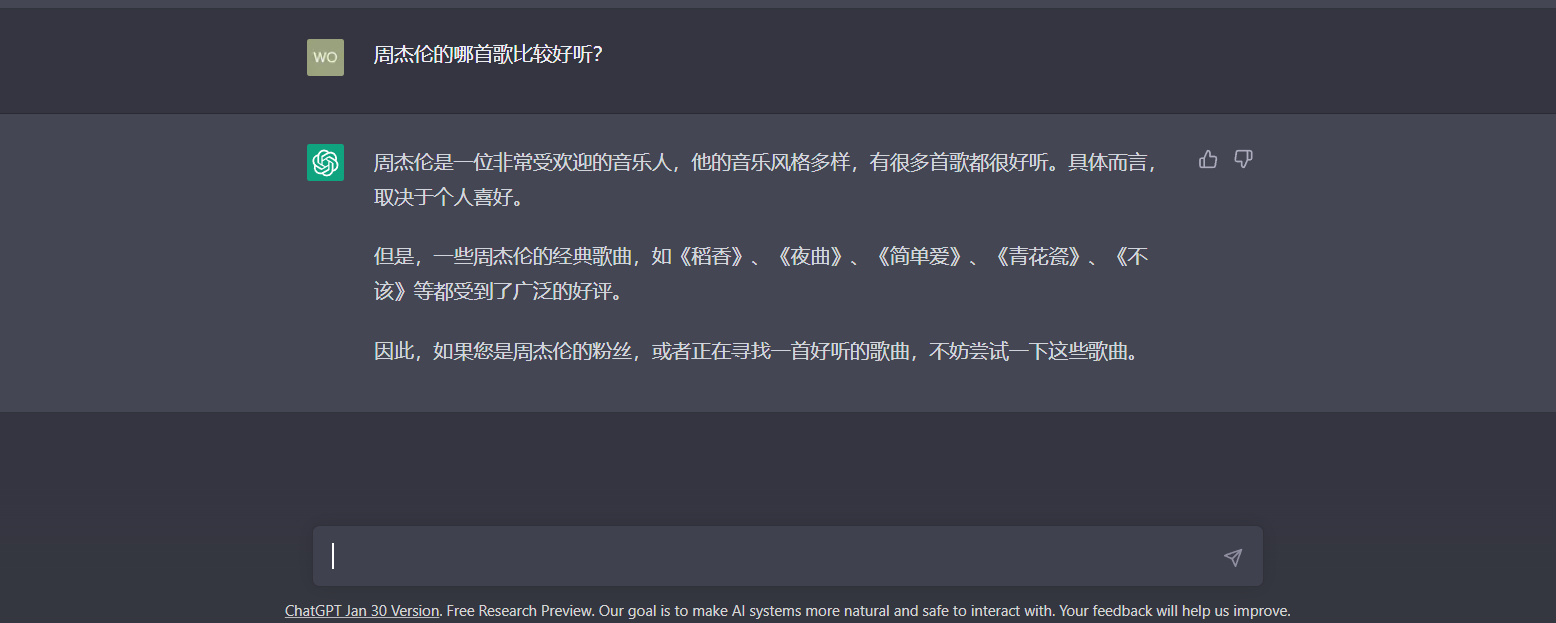 WO
周杰伦的哪首歌比较好听？
周杰伦是一位非常受欢迎的音乐人，他的音乐风格多样，有很多首歌都很好听。具体而言，
取决于个人喜好。
但是，一些周杰伦的经典歌曲，如《稻香》、《夜曲》、《简单爱》、《青花瓷》、《不
该》等都受到了广泛的好评。
因此，如果您是周杰伦的粉丝，或者正在寻找一首好听的歌曲，不妨尝试一下这些歌曲。
ChatGPT Jan 30 Version. Free Research Preview. Our goal is to make AI systems more natural and safe to interact with. Your feedback will help us improve.